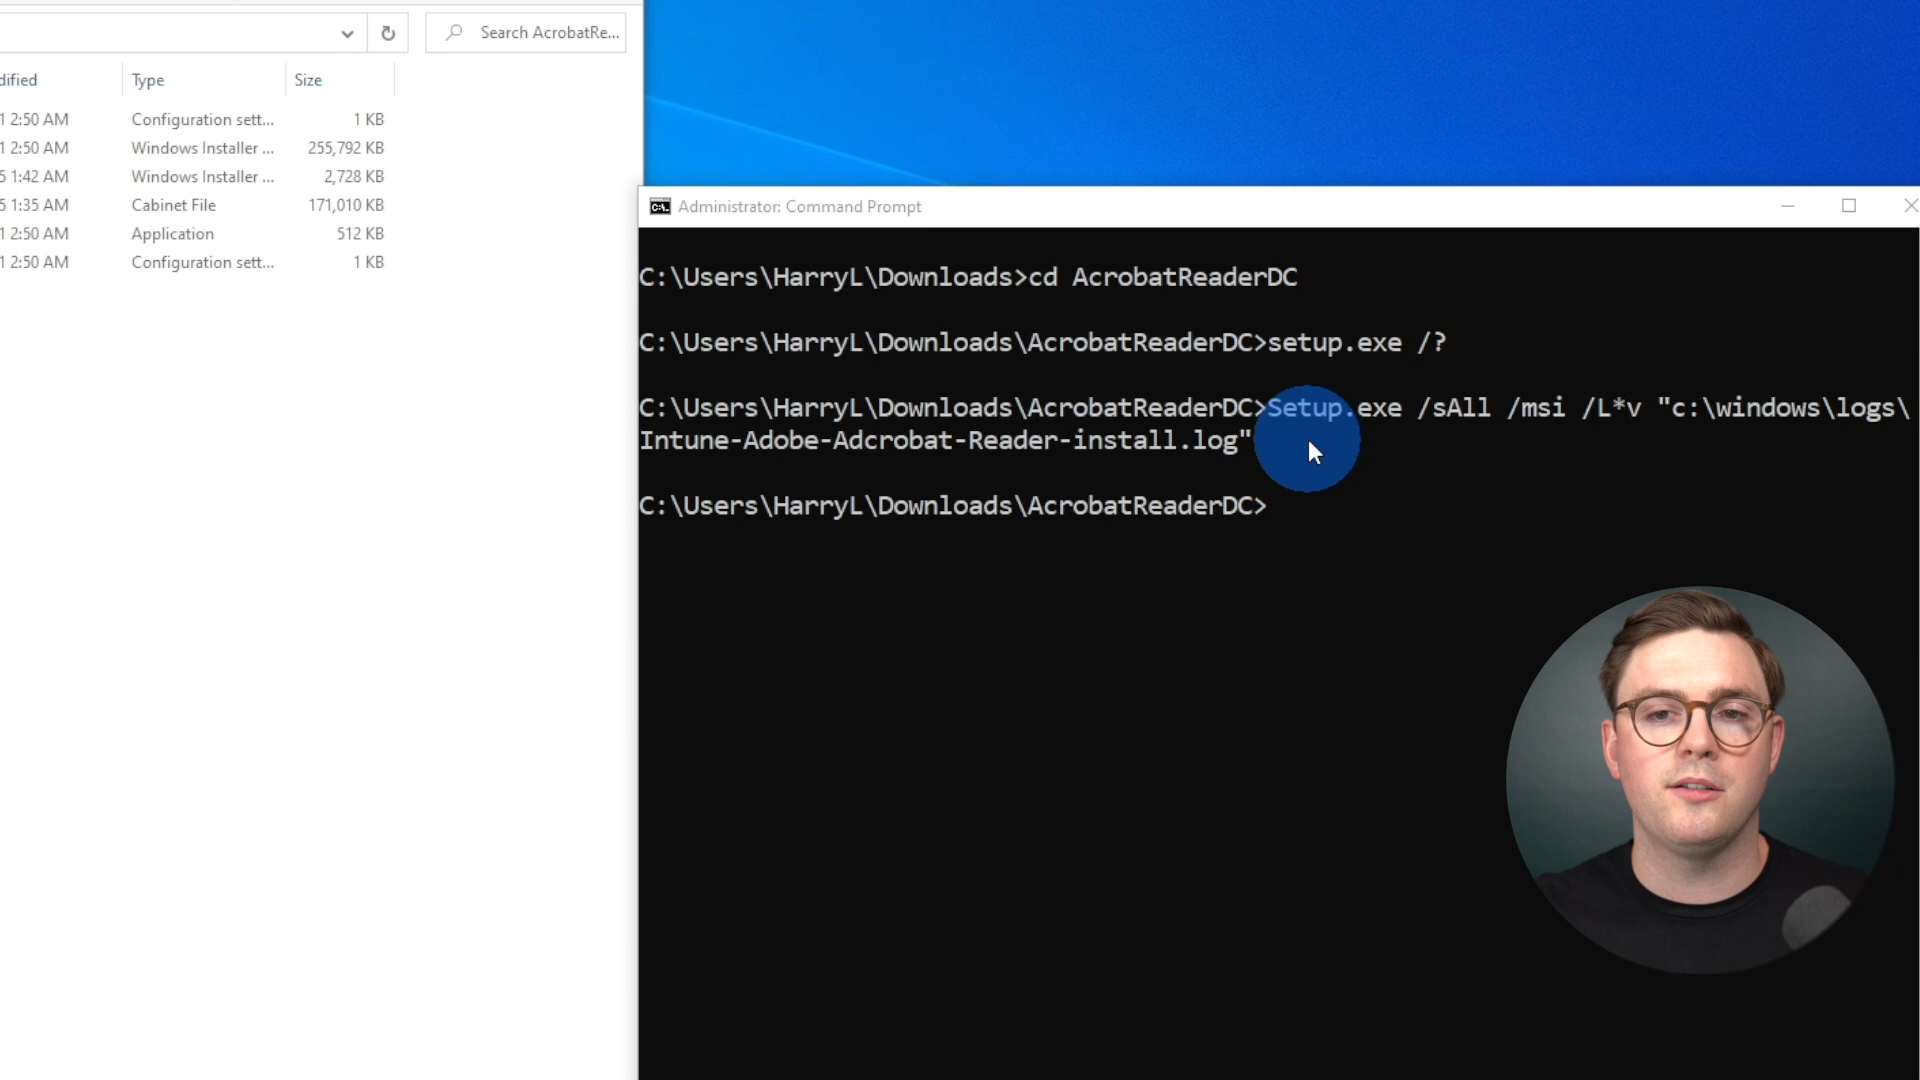 Search AcrobatRe...
dified Type Size
1 2:50 AM Configuration sett... 1 KB
1 2:50 AM Windows Installer ... 255,792 KB
5 1:42 AM Windows Installer ... 2,728 KB
5 1:35 AM Cabinet File 171,010 KB
1 2:50 AM Application 512 KB
1 2:50 AM Configuration sett... 1 KB
C:\. Administrator: Command Prompt
C:\Users\HarryL\Downloads>cd AcrobatReaderDC
C:\Users\HarryL\Downloads\AcrobatReaderDC>setup.exe /?
C:\Users\HarryL\Downloads\AcrobatReaderDC>Setup.exe /sAll /msi /L*v "c:\windows\logs\
Intune-Adobe-Adcrobat-Reader-install.log"
C:\Users\HarryL\Downloads\AcrobatReaderDC>